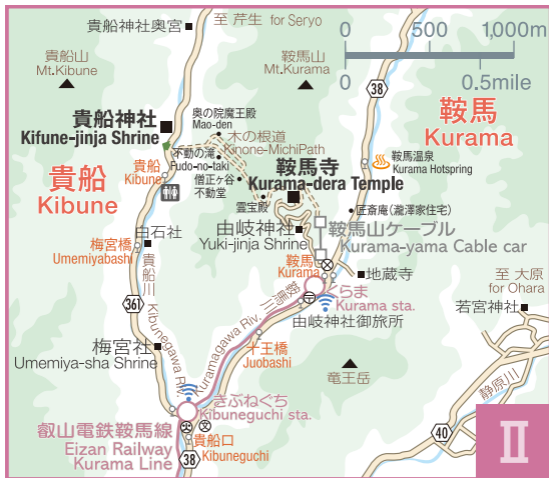 貴船神社奥宮
至 芹生 for Seryo
貴船山
Mt.Kibune
鞍馬山
Mt.Kurama
0 500 1,000m
0 0.5mile
38
鞍馬
Kurama
貴船神社
Kifune-jinja Shrine
奥の院魔王殿
Mao-den
木の根道
Kinone-MichiPath
不動の滝
Fudo-no-taki
貴船
Kibune
貴船
Kibune
僧正ヶ谷
不動堂
鞍馬寺
Kurama-dera Temple
鞍馬温泉
Kurama Hotspring
霊宝殿
匠斎庵(瀧澤家住宅)
由岐神社
Yuki-jinja Shrine
鞍馬山ケーブル
Kurama-yama Cable car
白石社
梅宮橋
Umemiyabashi
鞍馬
Kurama
地蔵寺
至 大原
for Ohara
くらま
Kurama sta.
若宮神社
由岐神社御旅所
361
貴船川 Kibunegawa Riv.
鞍馬川
Kuramagawa Riv.
梅宮社
Umemiya-sha Shrine
十王橋
Juobashi
竜王岳
静原川
きぶねぐち
Kibuneguchi sta.
叡山電鉄鞍馬線
Eizan Railway
Kurama Line
貴船口
Kibuneguchi
38
40
Ⅱ